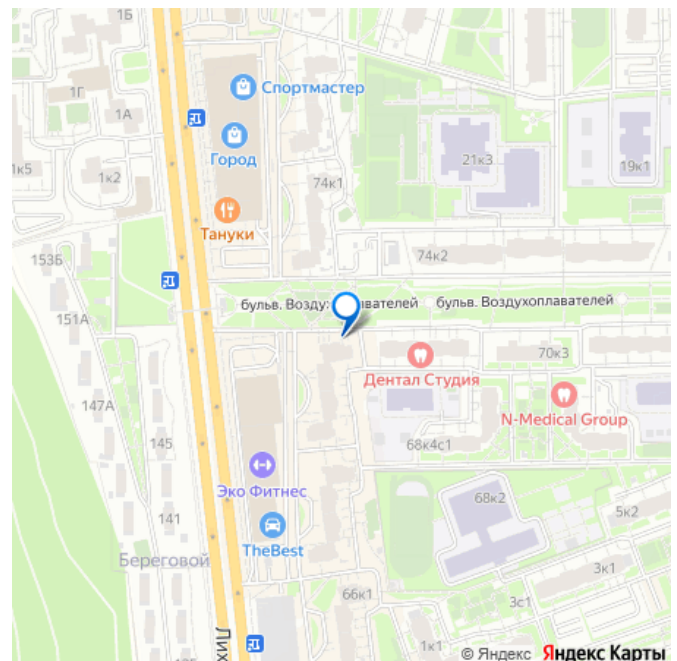 1Б
1Г
Спортмастер
1А
Город
21к3
19к1
1к5
1к2
74к1
Тануки
74к2
153Б
бульв. Возду
авателей
бульв. Воздухоплавателей
151А
70к3
Дентал Студия
147А
N-Medical Group
145
68к4с1
Эко Фитнес
68к2
141
5к2
TheBest
Береговой
3к1
66к1
3с1
1к1
Лих
© Яндекс Яндекс Карты